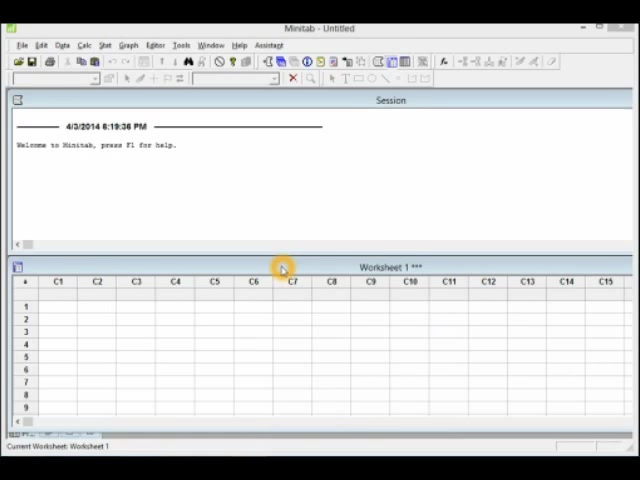 Minitab - Untitled
File Edit Data Calc Stat Graph Editor Tools Window Help Assistant
Session
4/3/2014 6:19:36 PM
Welcome to Minitab, press F1 for help.
Worksheet 1 ***
C1 C2 C3 C4 C5 C6 C7 C8 C9 C10 C11 C12 C13 C14 C15
1
2
3
4
5
6
7
8
9
Current Worksheet: Worksheet 1